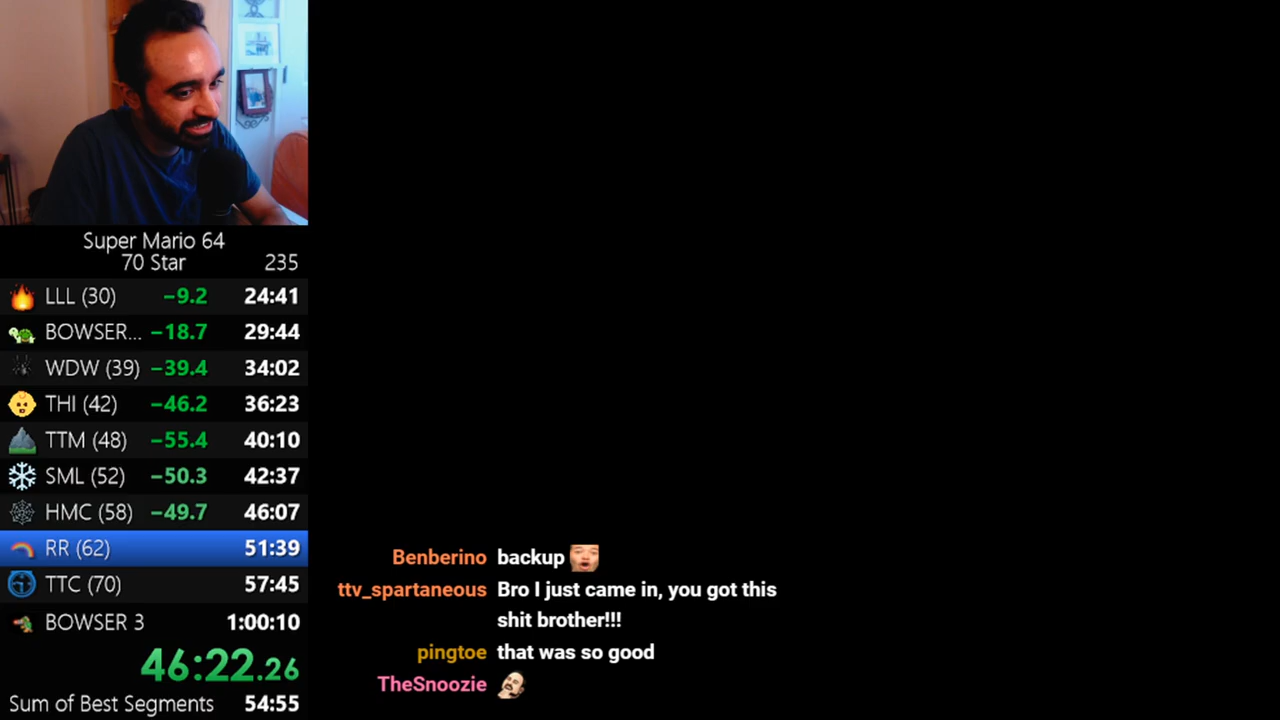 Super Mario 64
70 Star 235
LLL (30) −9.2 24:41
BOWSER... −18.7 29:44
WDW (39) −39.4 34:02
THI (42) −46.2 36:23
TTM (48) −55.4 40:10
SML (52) −50.3 42:37
HMC (58) −49.7 46:07
RR (62) 51:39
TTC (70) 57:45
BOWSER 3 1:00:10
46:22.26
Sum of Best Segments 54:55
Benberino backup
ttv_spartaneous Bro I just came in, you got this
shit brother!!!
pingtoe that was so good
TheSnoozie